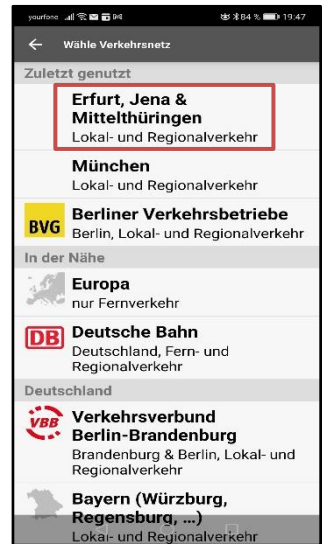 yourfone 84 % 19:47
Wähle Verkehrsnetz
Zuletzt genutzt
Erfurt, Jena &
Mittelthüringen
Lokal- und Regionalverkehr
München
Lokal- und Regionalverkehr
BVG
Berliner Verkehrsbetriebe
Berlin, Lokal- und Regionalverkehr
In der Nähe
Europa
nur Fernverkehr
DB
Deutsche Bahn
Deutschland, Fern- und
Regionalverkehr
Deutschland
VBB
Verkehrsverbund
Berlin-Brandenburg
Brandenburg & Berlin, Lokal- und
Regionalverkehr
Bayern (Würzburg,
Regensburg, ...)
Lokal- und Regionalverkehr